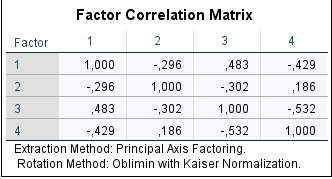 Factor Correlation Matrix
Factor 1 2 3 4
1 1,000 -,296 ,483 -,429
2 -,296 1,000 -,302 ,186
3 ,483 -,302 1,000 -,532
4 -,429 ,186 -,532 1,000
Extraction Method: Principal Axis Factoring.
Rotation Method: Oblimin with Kaiser Normalization.